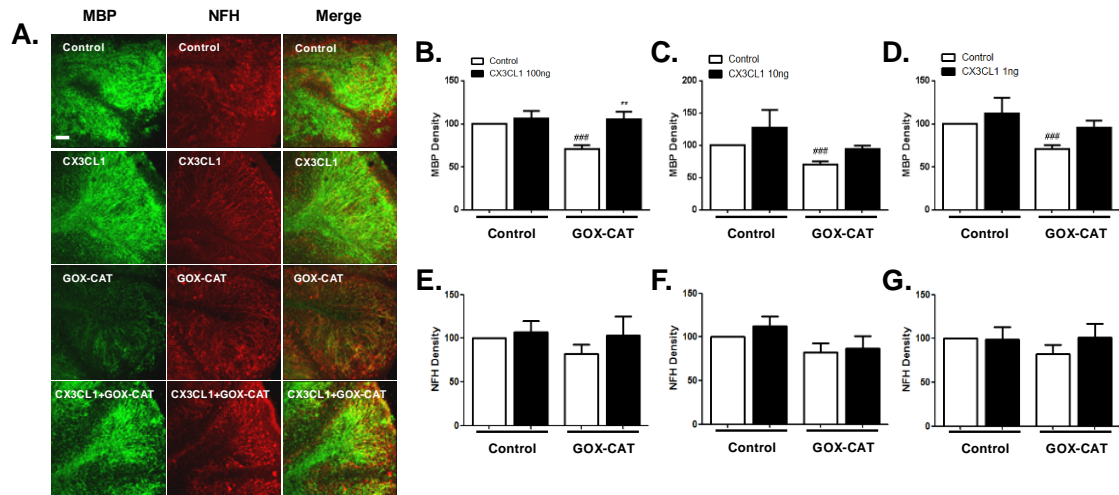 MBP NFH Merge
A.
Control Control Control
CX3CL1 CX3CL1 CX3CL1
GOX-CAT GOX-CAT GOX-CAT
CX3CL1+GOX-CAT CX3CL1+GOX-CAT CX3CL1+GOX-CAT
B.
Control
CX3CL1 100ng
MBP Density
150
100
50
0
###
**
Control GOX-CAT
C.
Control
CX3CL1 10ng
MBP Density
200
150
100
50
0
###
Control GOX-CAT
D.
Control
CX3CL1 1ng
MBP Density
150
100
50
0
###
Control GOX-CAT
E.
NFH Density
150
100
50
0
Control GOX-CAT
F.
NFH Density
150
100
50
0
Control GOX-CAT
G.
NFH Density
150
100
50
0
Control GOX-CAT